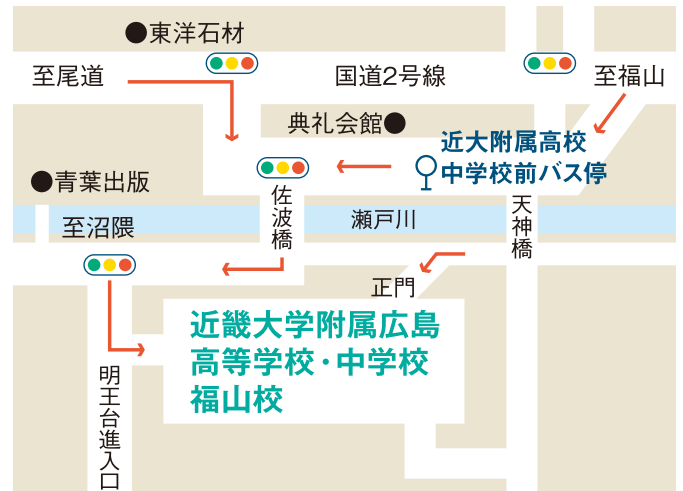 ●東洋石材
至尾道
国道2号線
至福山
典礼会館●
近大附属高校
中学校前バス停
●青葉出版
佐波橋
天神橋
瀬戸川
至沼隈
正門
近畿大学附属広島
高等学校・中学校
福山校
明王台進入口